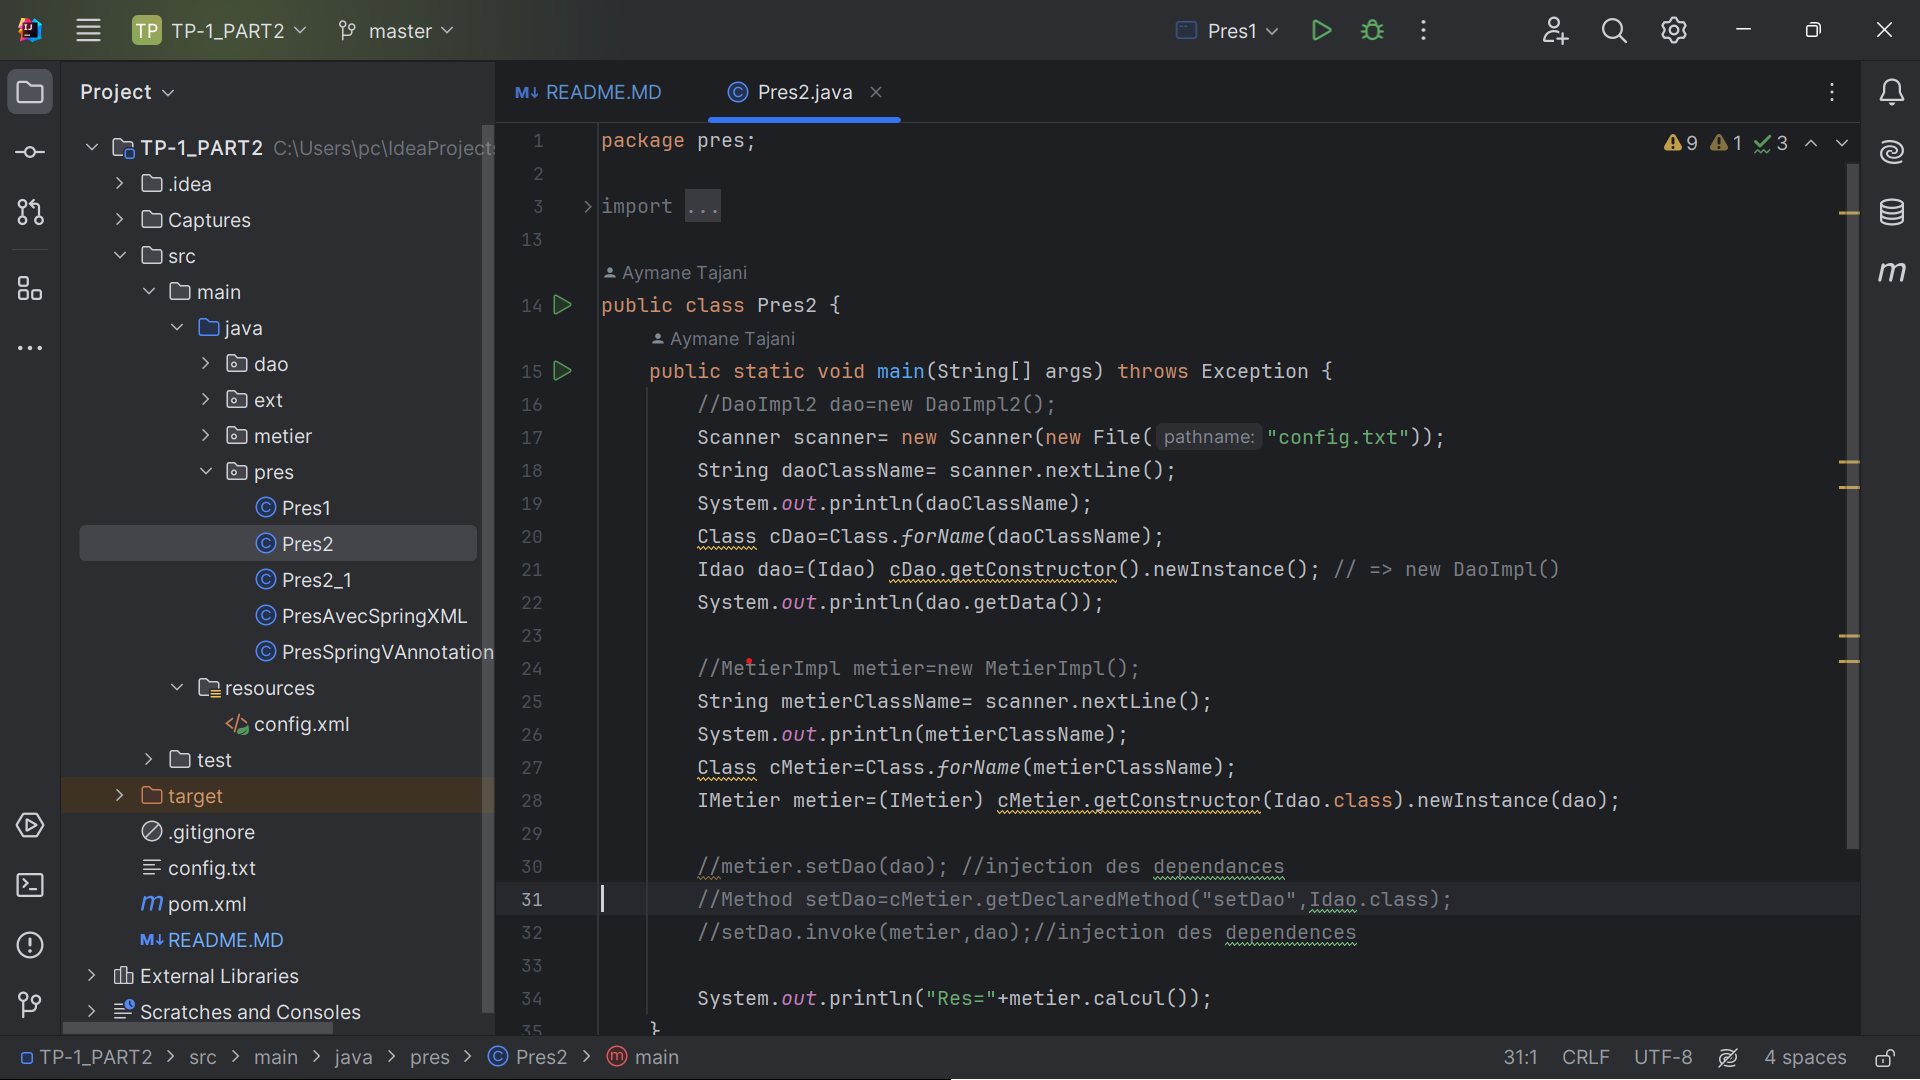 TP TP-1_PART2 master Pres1
Project
README.MD Pres2.java
TP-1_PART2 C:\Users\pc\IdeaProjects
.idea
Captures
src
main
java
dao
ext
metier
pres
Pres1
Pres2
Pres2_1
PresAvecSpringXML
PresSpringVAnnotation
resources
config.xml
test
target
.gitignore
config.txt
pom.xml
README.MD
External Libraries
Scratches and Consoles
9 1 3
1 package pres;
2
3 import ...
13
Aymane Tajani
14 public class Pres2 {
Aymane Tajani
15 public static void main(String[] args) throws Exception {
16 //DaoImpl2 dao=new DaoImpl2();
17 Scanner scanner= new Scanner(new File( pathname: "config.txt"));
18 String daoClassName= scanner.nextLine();
19 System.out.println(daoClassName);
20 Class cDao=Class.forName(daoClassName);
21 Idao dao=(Idao) cDao.getConstructor().newInstance(); // => new DaoImpl()
22 System.out.println(dao.getData());
23
24 //MetierImpl metier=new MetierImpl();
25 String metierClassName= scanner.nextLine();
26 System.out.println(metierClassName);
27 Class cMetier=Class.forName(metierClassName);
28 IMetier metier=(IMetier) cMetier.getConstructor(Idao.class).newInstance(dao);
29
30 //metier.setDao(dao); //injection des dependances
31 //Method setDao=cMetier.getDeclaredMethod("setDao",Idao.class);
32 //setDao.invoke(metier,dao);//injection des dependences
33
34 System.out.println("Res="+metier.calcul());
35 }
TP-1_PART2 > src > main > java > pres > Pres2 > main 31:1 CRLF UTF-8 4 spaces